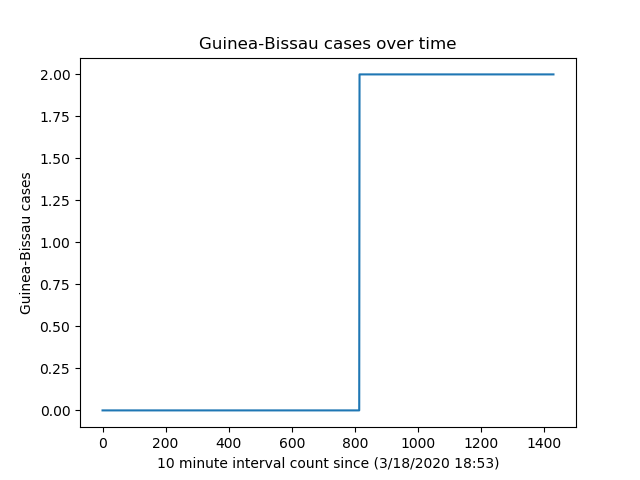 Guinea-Bissau cases over time
2.00
1.75
1.50
1.25
1.00
0.75
0.50
0.25
0.00
Guinea-Bissau cases
0 200 400 600 800 1000 1200 1400
10 minute interval count since (3/18/2020 18:53)